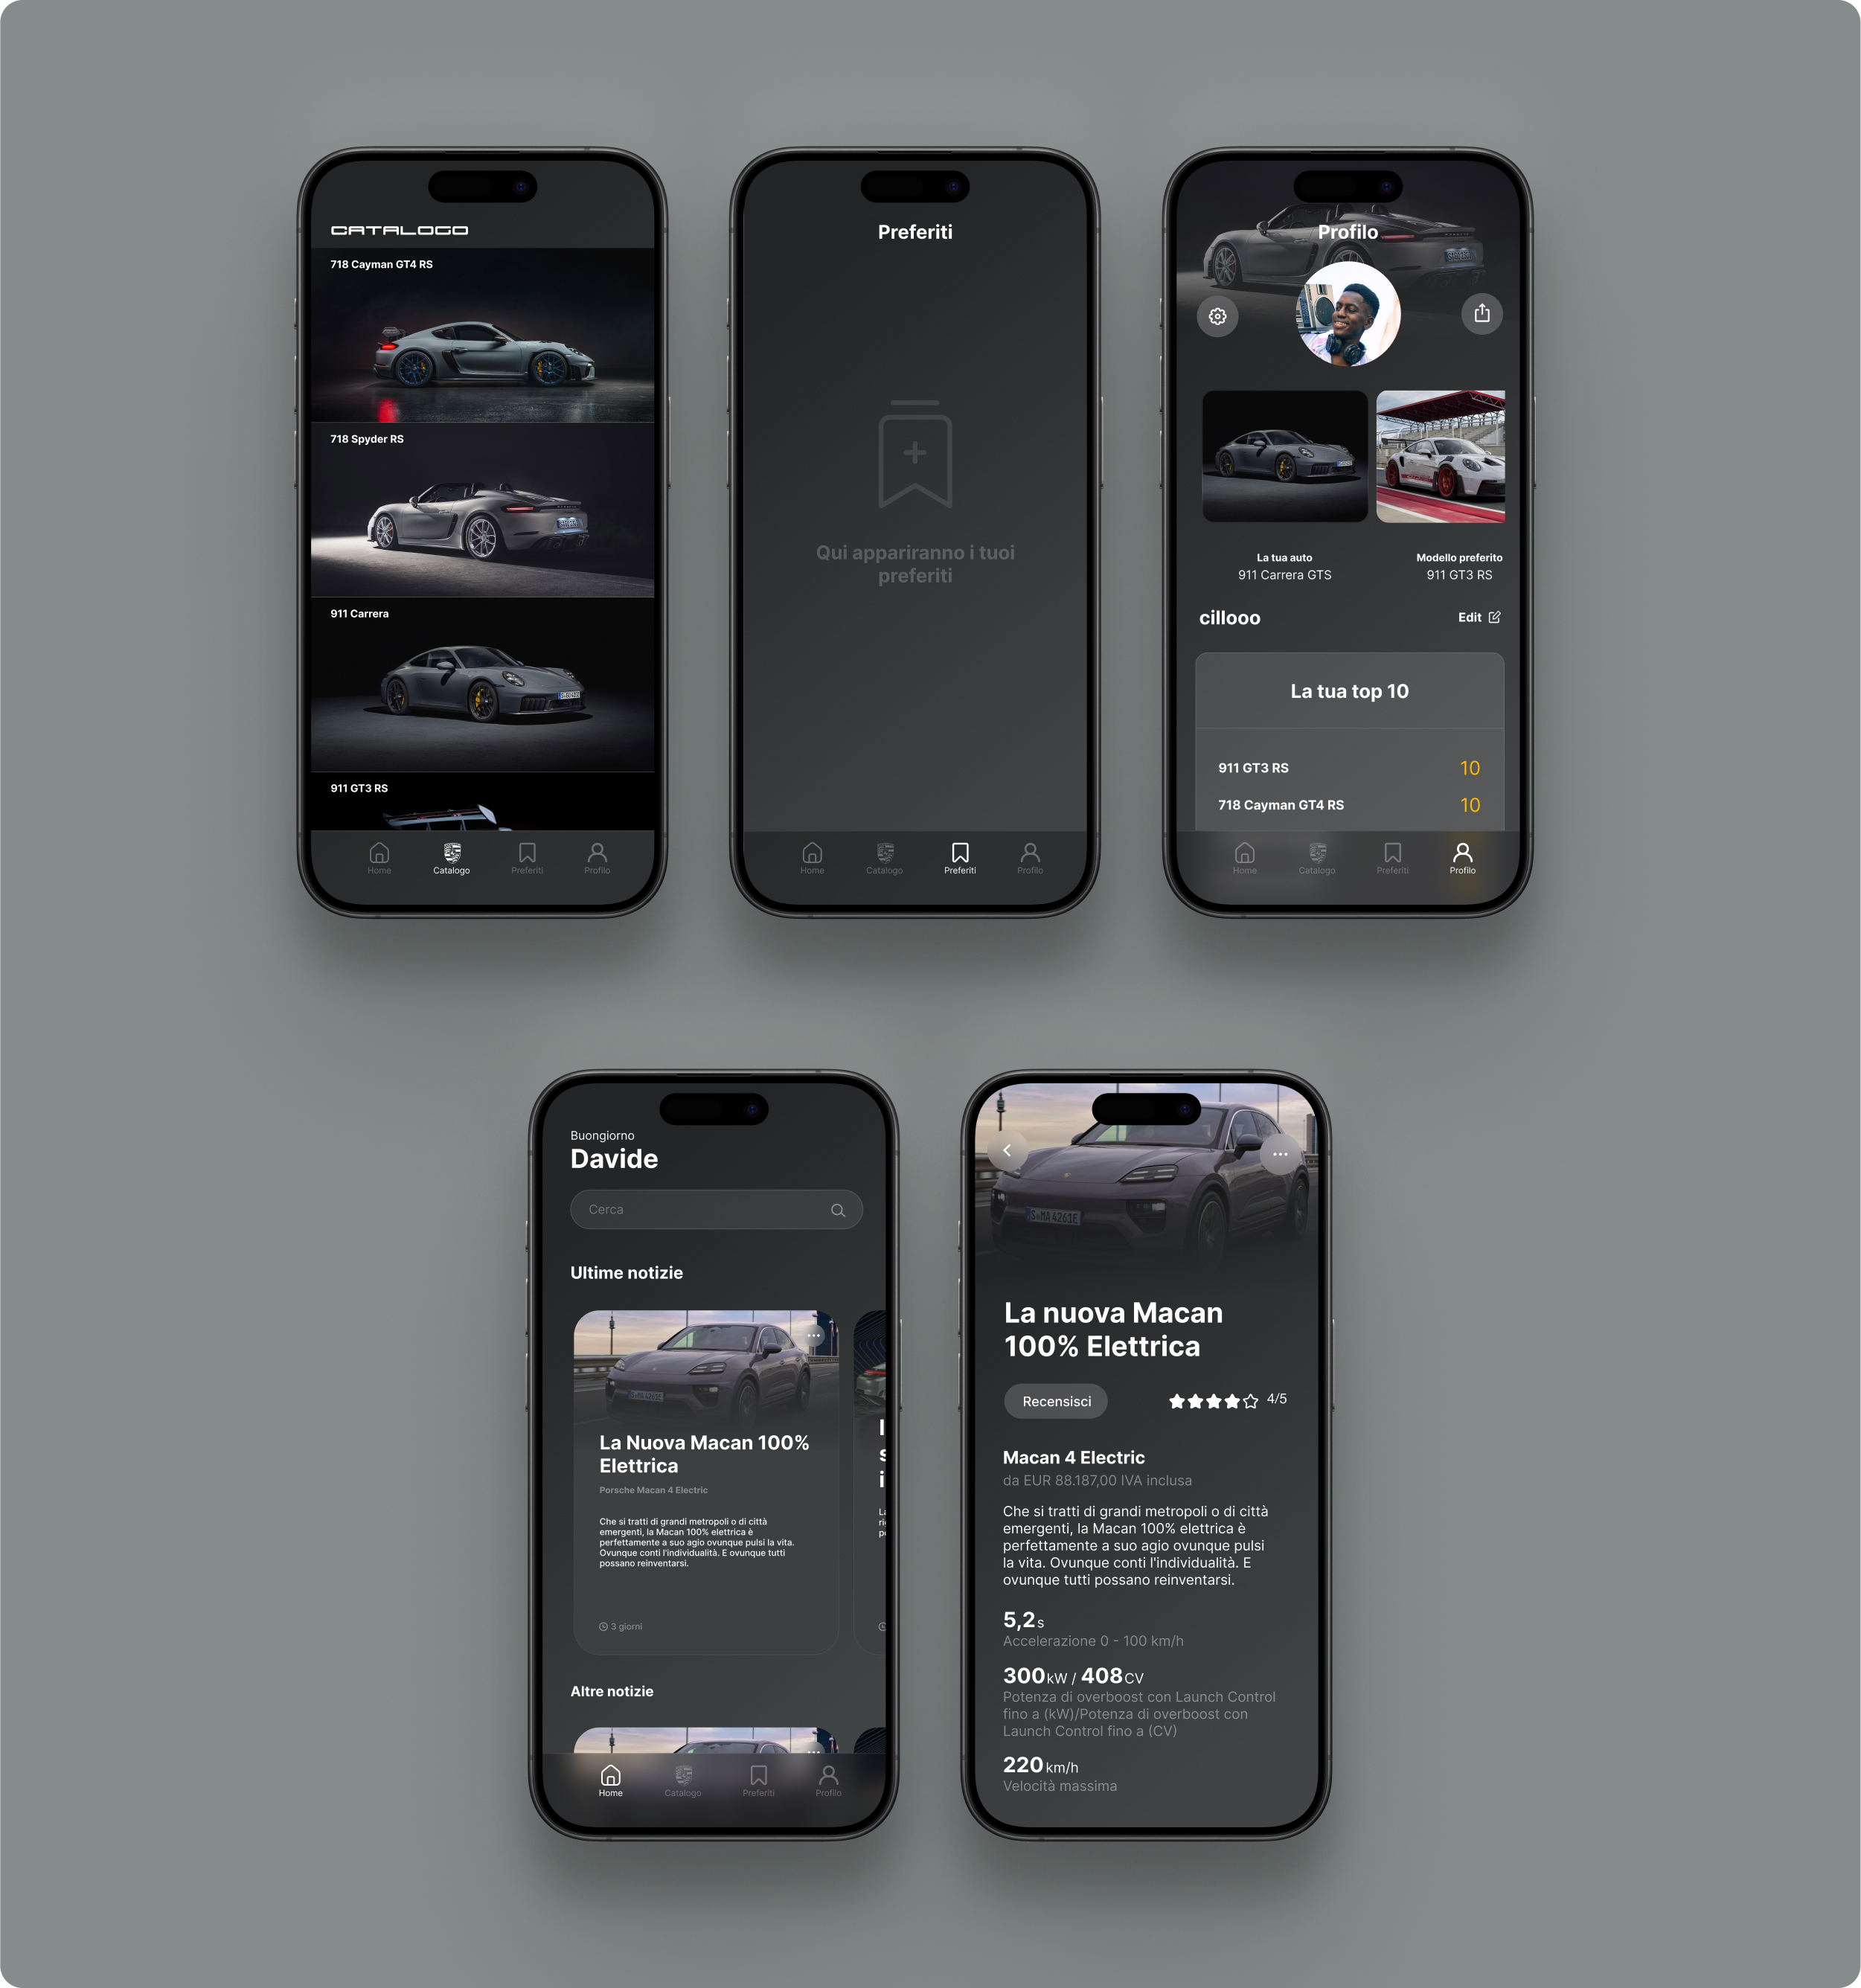 CATALOGO
718 Cayman GT4 RS
718 Spyder RS
911 Carrera
911 GT3 RS
Home
Catalogo
Preferiti
Profilo
Preferiti
Qui appariranno i tuoi
preferiti
Home
Catalogo
Preferiti
Profilo
Profilo
La tua auto
911 Carrera GTS
Modello preferito
911 GT3 RS
cillooo
Edit
La tua top 10
911 GT3 RS 10
718 Cayman GT4 RS 10
Home
Catalogo
Preferiti
Profilo
Buongiorno
Davide
Cerca
Ultime notizie
La Nuova Macan 100%
Elettrica
Porsche Macan 4 Electric
Che si tratti di grandi metropoli o di città
emergenti, la Macan 100% elettrica è
perfettamente a suo agio ovunque pulsi la vita.
Ovunque conti l'individualità. E ovunque tutti
possano reinventarsi.
3 giorni
Altre notizie
Home
Catalogo
Preferiti
Profilo
S·MA 4261E
La nuova Macan
100% Elettrica
Recensisci
4/5
Macan 4 Electric
da EUR 88.187,00 IVA inclusa
Che si tratti di grandi metropoli o di città
emergenti, la Macan 100% elettrica è
perfettamente a suo agio ovunque pulsi
la vita. Ovunque conti l'individualità. E
ovunque tutti possano reinventarsi.
5,2 s
Accelerazione 0 - 100 km/h
300 kW / 408 CV
Potenza di overboost con Launch Control
fino a (kW)/Potenza di overboost con
Launch Control fino a (CV)
220 km/h
Velocità massima